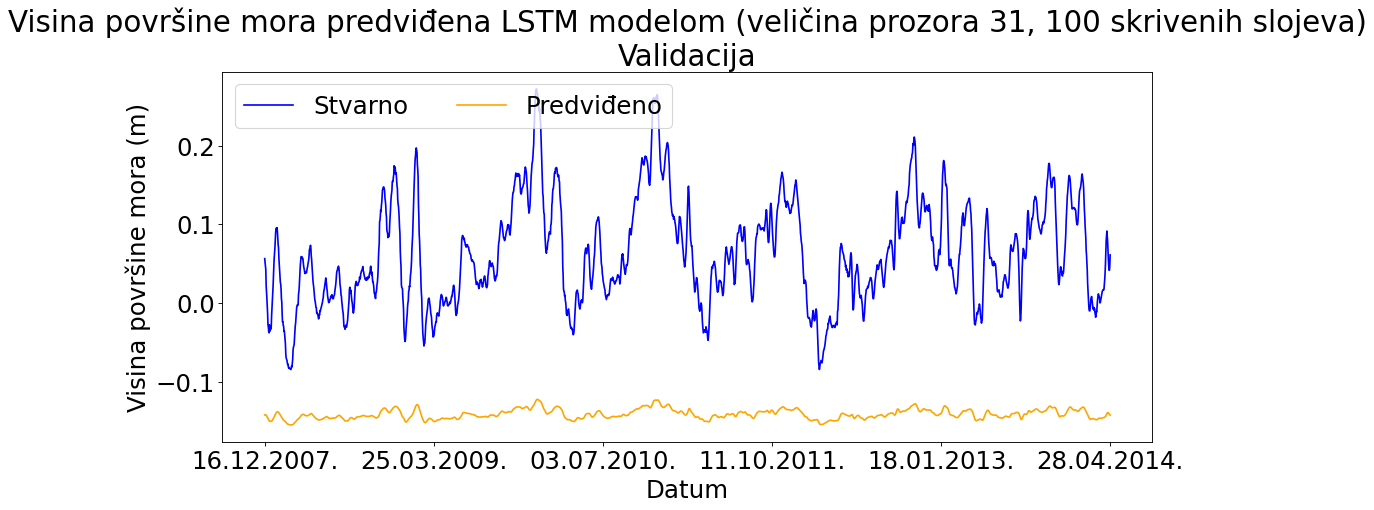 Visina površine mora predviđena LSTM modelom (veličina prozora 31, 100 skrivenih slojeva)
Validacija
Stvarno Predviđeno
Visina površine mora (m)
0.2
0.1
0.0
−0.1
16.12.2007. 25.03.2009. 03.07.2010. 11.10.2011. 18.01.2013. 28.04.2014.
Datum